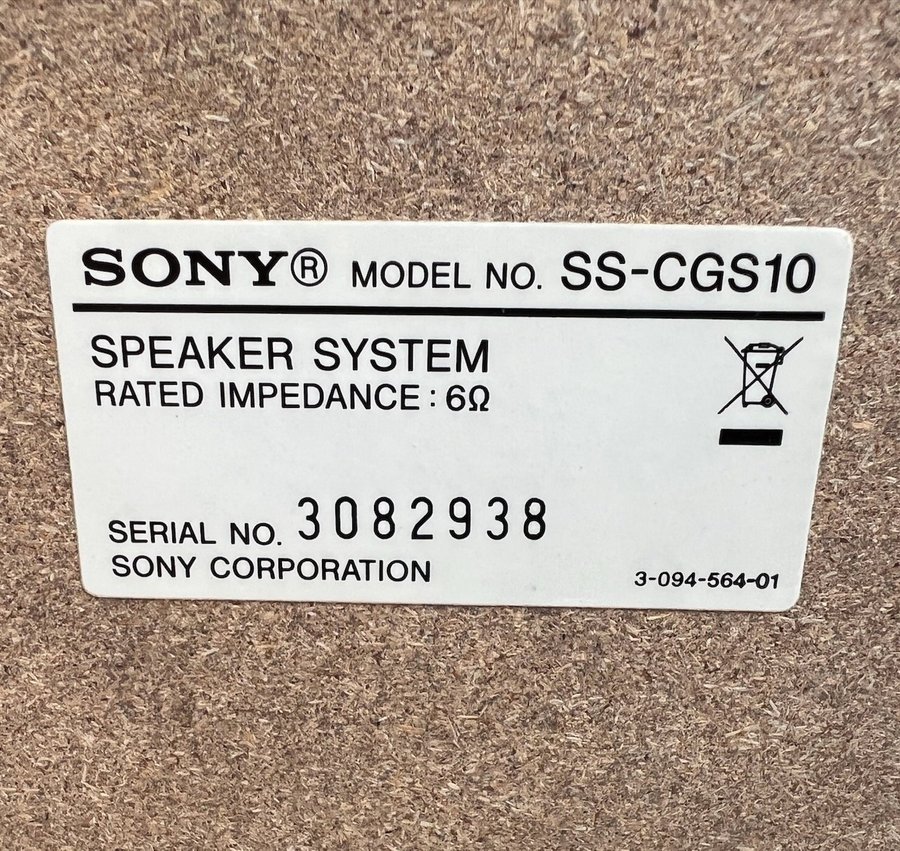 SONY® MODEL NO. SS-CGS10
SPEAKER SYSTEM
RATED IMPEDANCE : 6Ω
SERIAL NO. 3082938
SONY CORPORATION 3-094-564-01